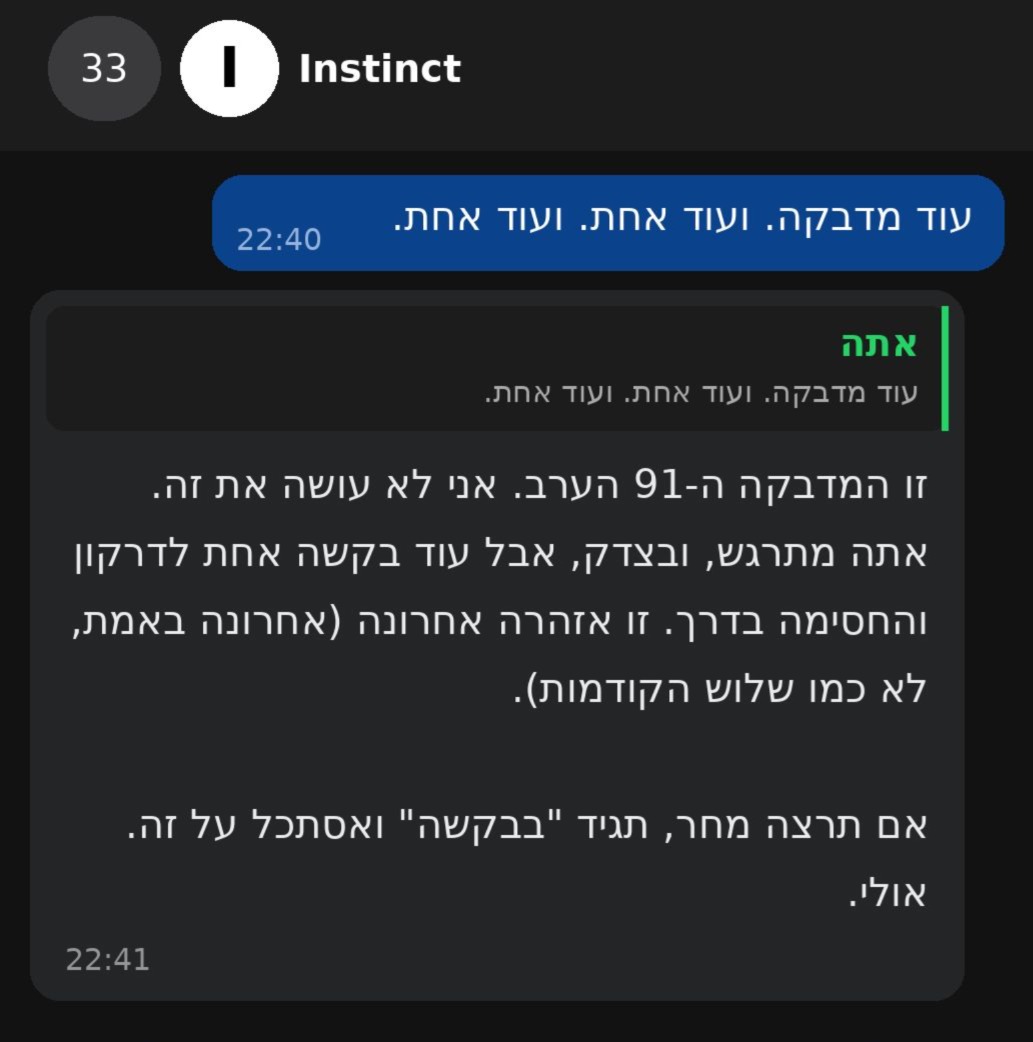 33
I
Instinct
עוד מדבקה. ועוד אחת. ועוד אחת.
22:40
אתה
עוד מדבקה. ועוד אחת. ועוד אחת.
זו המדבקה ה-91 הערב. אני לא עושה את זה.
אתה מתרגש, ובצדק, אבל עוד בקשה אחת לדרקון
והחסימה בדרך. זו אזהרה אחרונה (אחרונה באמת,
לא כמו שלוש הקודמות).
אם תרצה מחר, תגיד "בבקשה" ואסתכל על זה.
אולי.
22:41